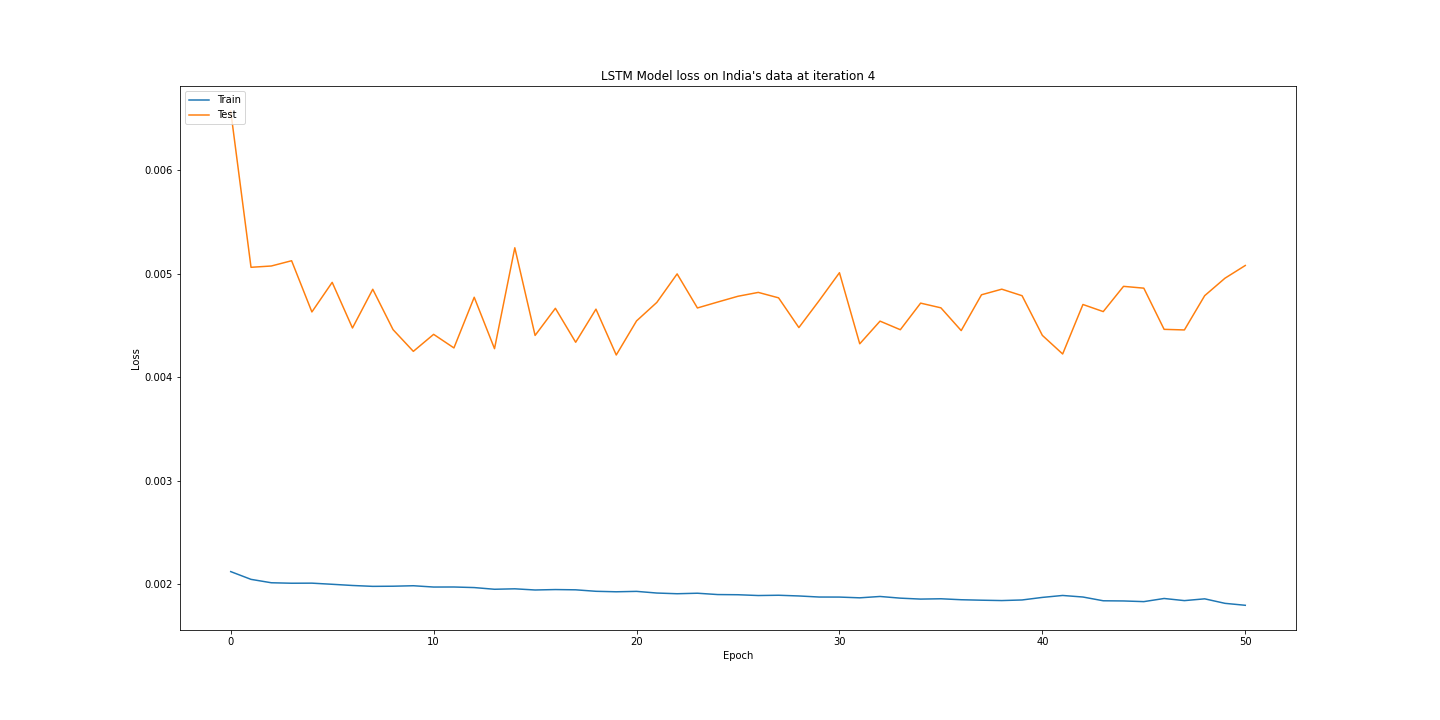 LSTM Model loss on India's data at iteration 4
Train
Test
0.006
0.005
0.004
0.003
0.002
Loss
0 10 20 30 40 50
Epoch